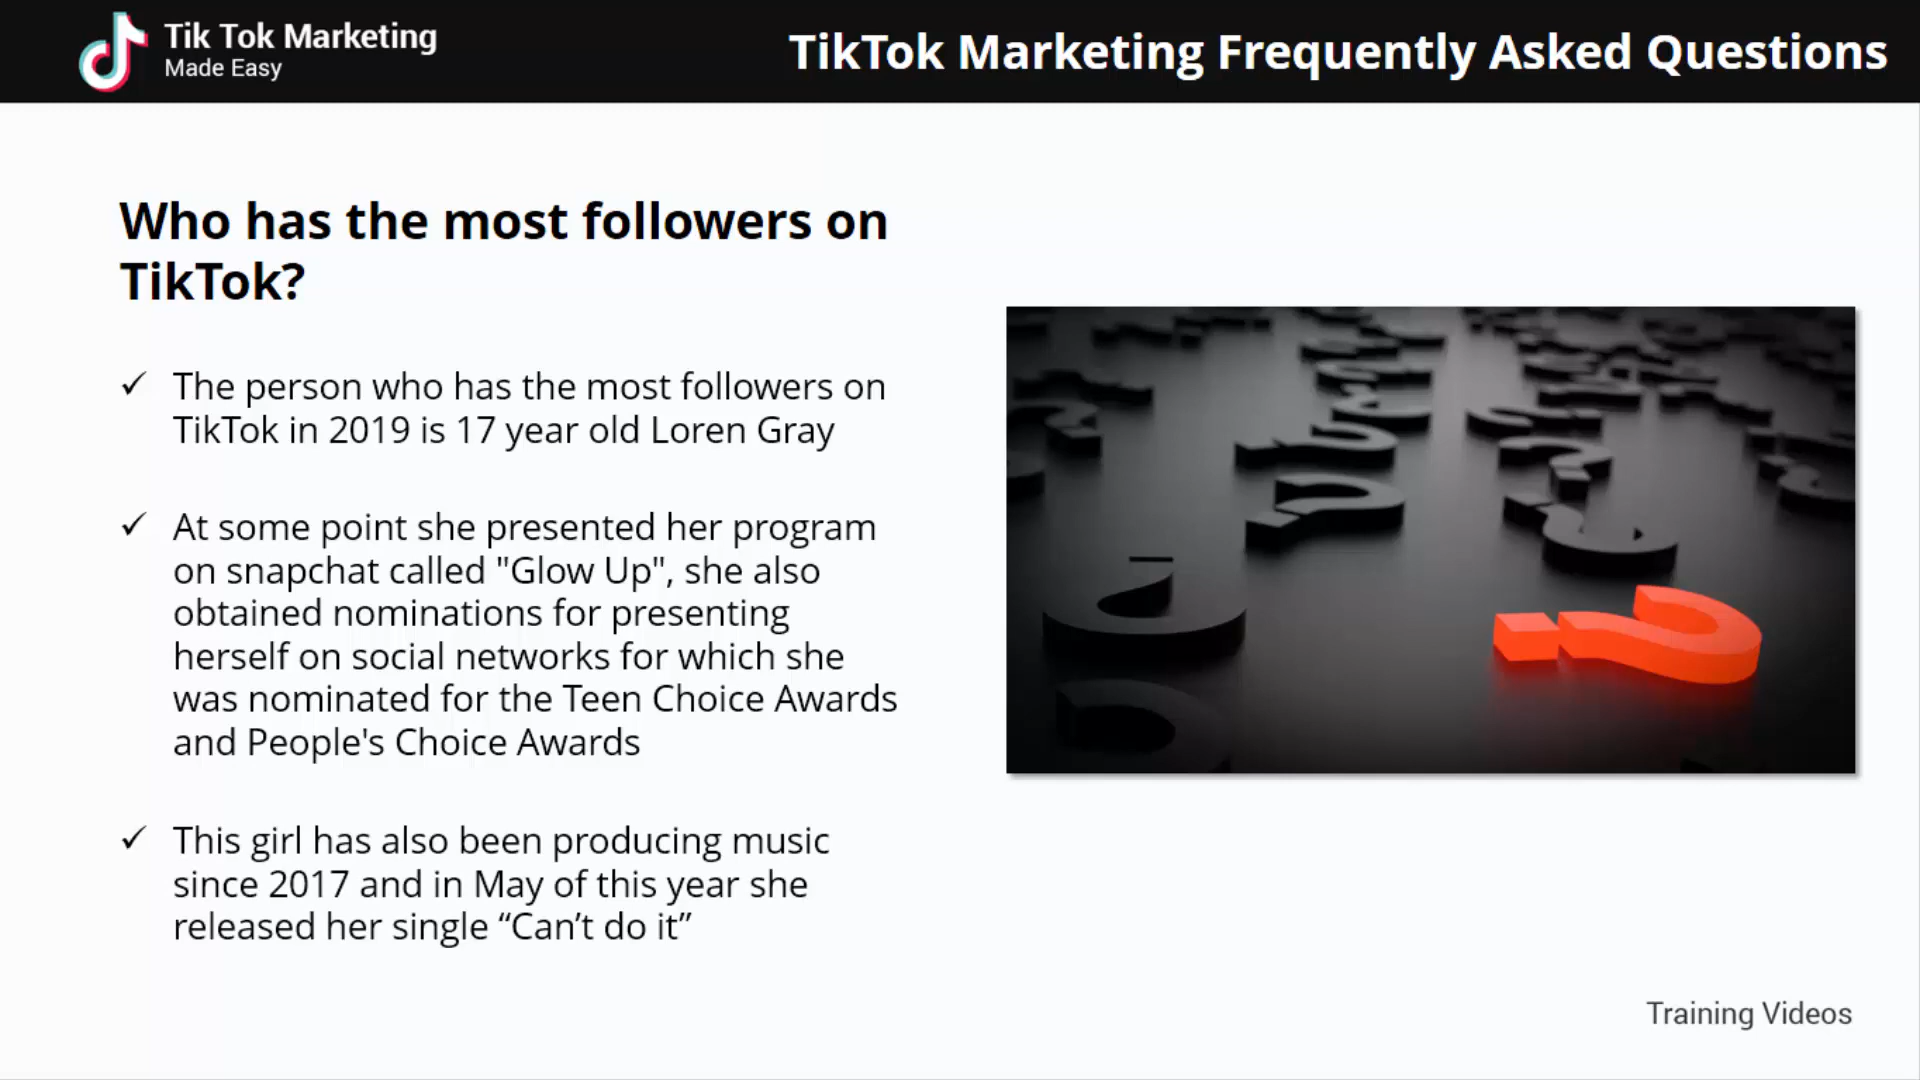 Tik Tok Marketing
Made Easy
TikTok Marketing Frequently Asked Questions
Who has the most followers on
TikTok?
✓ The person who has the most followers on
TikTok in 2019 is 17 year old Loren Gray
✓ At some point she presented her program
on snapchat called "Glow Up", she also
obtained nominations for presenting
herself on social networks for which she
was nominated for the Teen Choice Awards
and People's Choice Awards
✓ This girl has also been producing music
since 2017 and in May of this year she
released her single “Can’t do it”
Training Videos